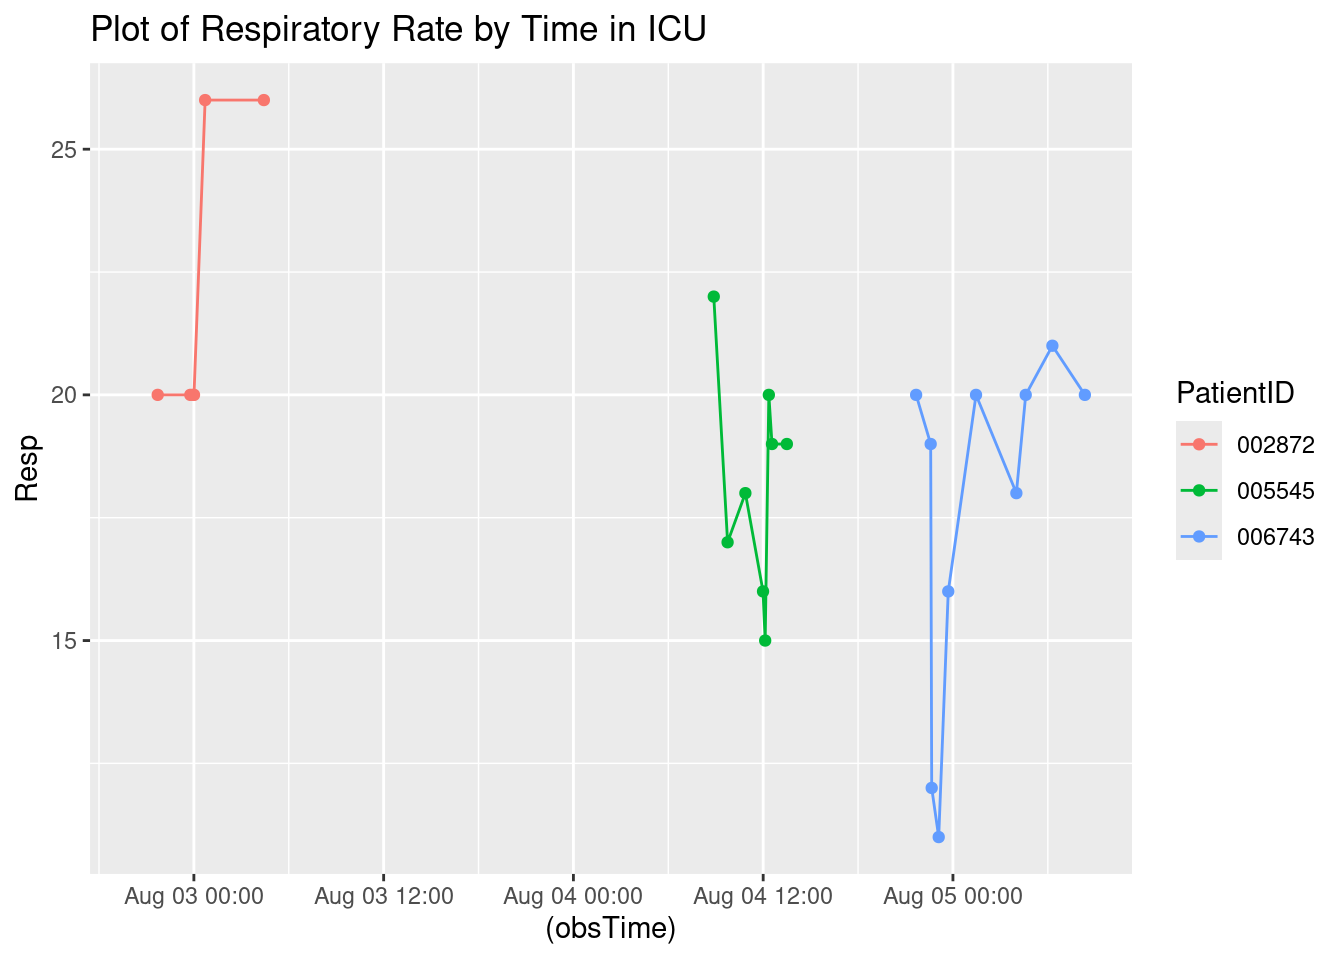 Plot of Respiratory Rate by Time in ICU
25
20
15
Resp
Aug 03 00:00
Aug 03 12:00
Aug 04 00:00
Aug 04 12:00
Aug 05 00:00
(obsTime)
PatientID
002872
005545
006743